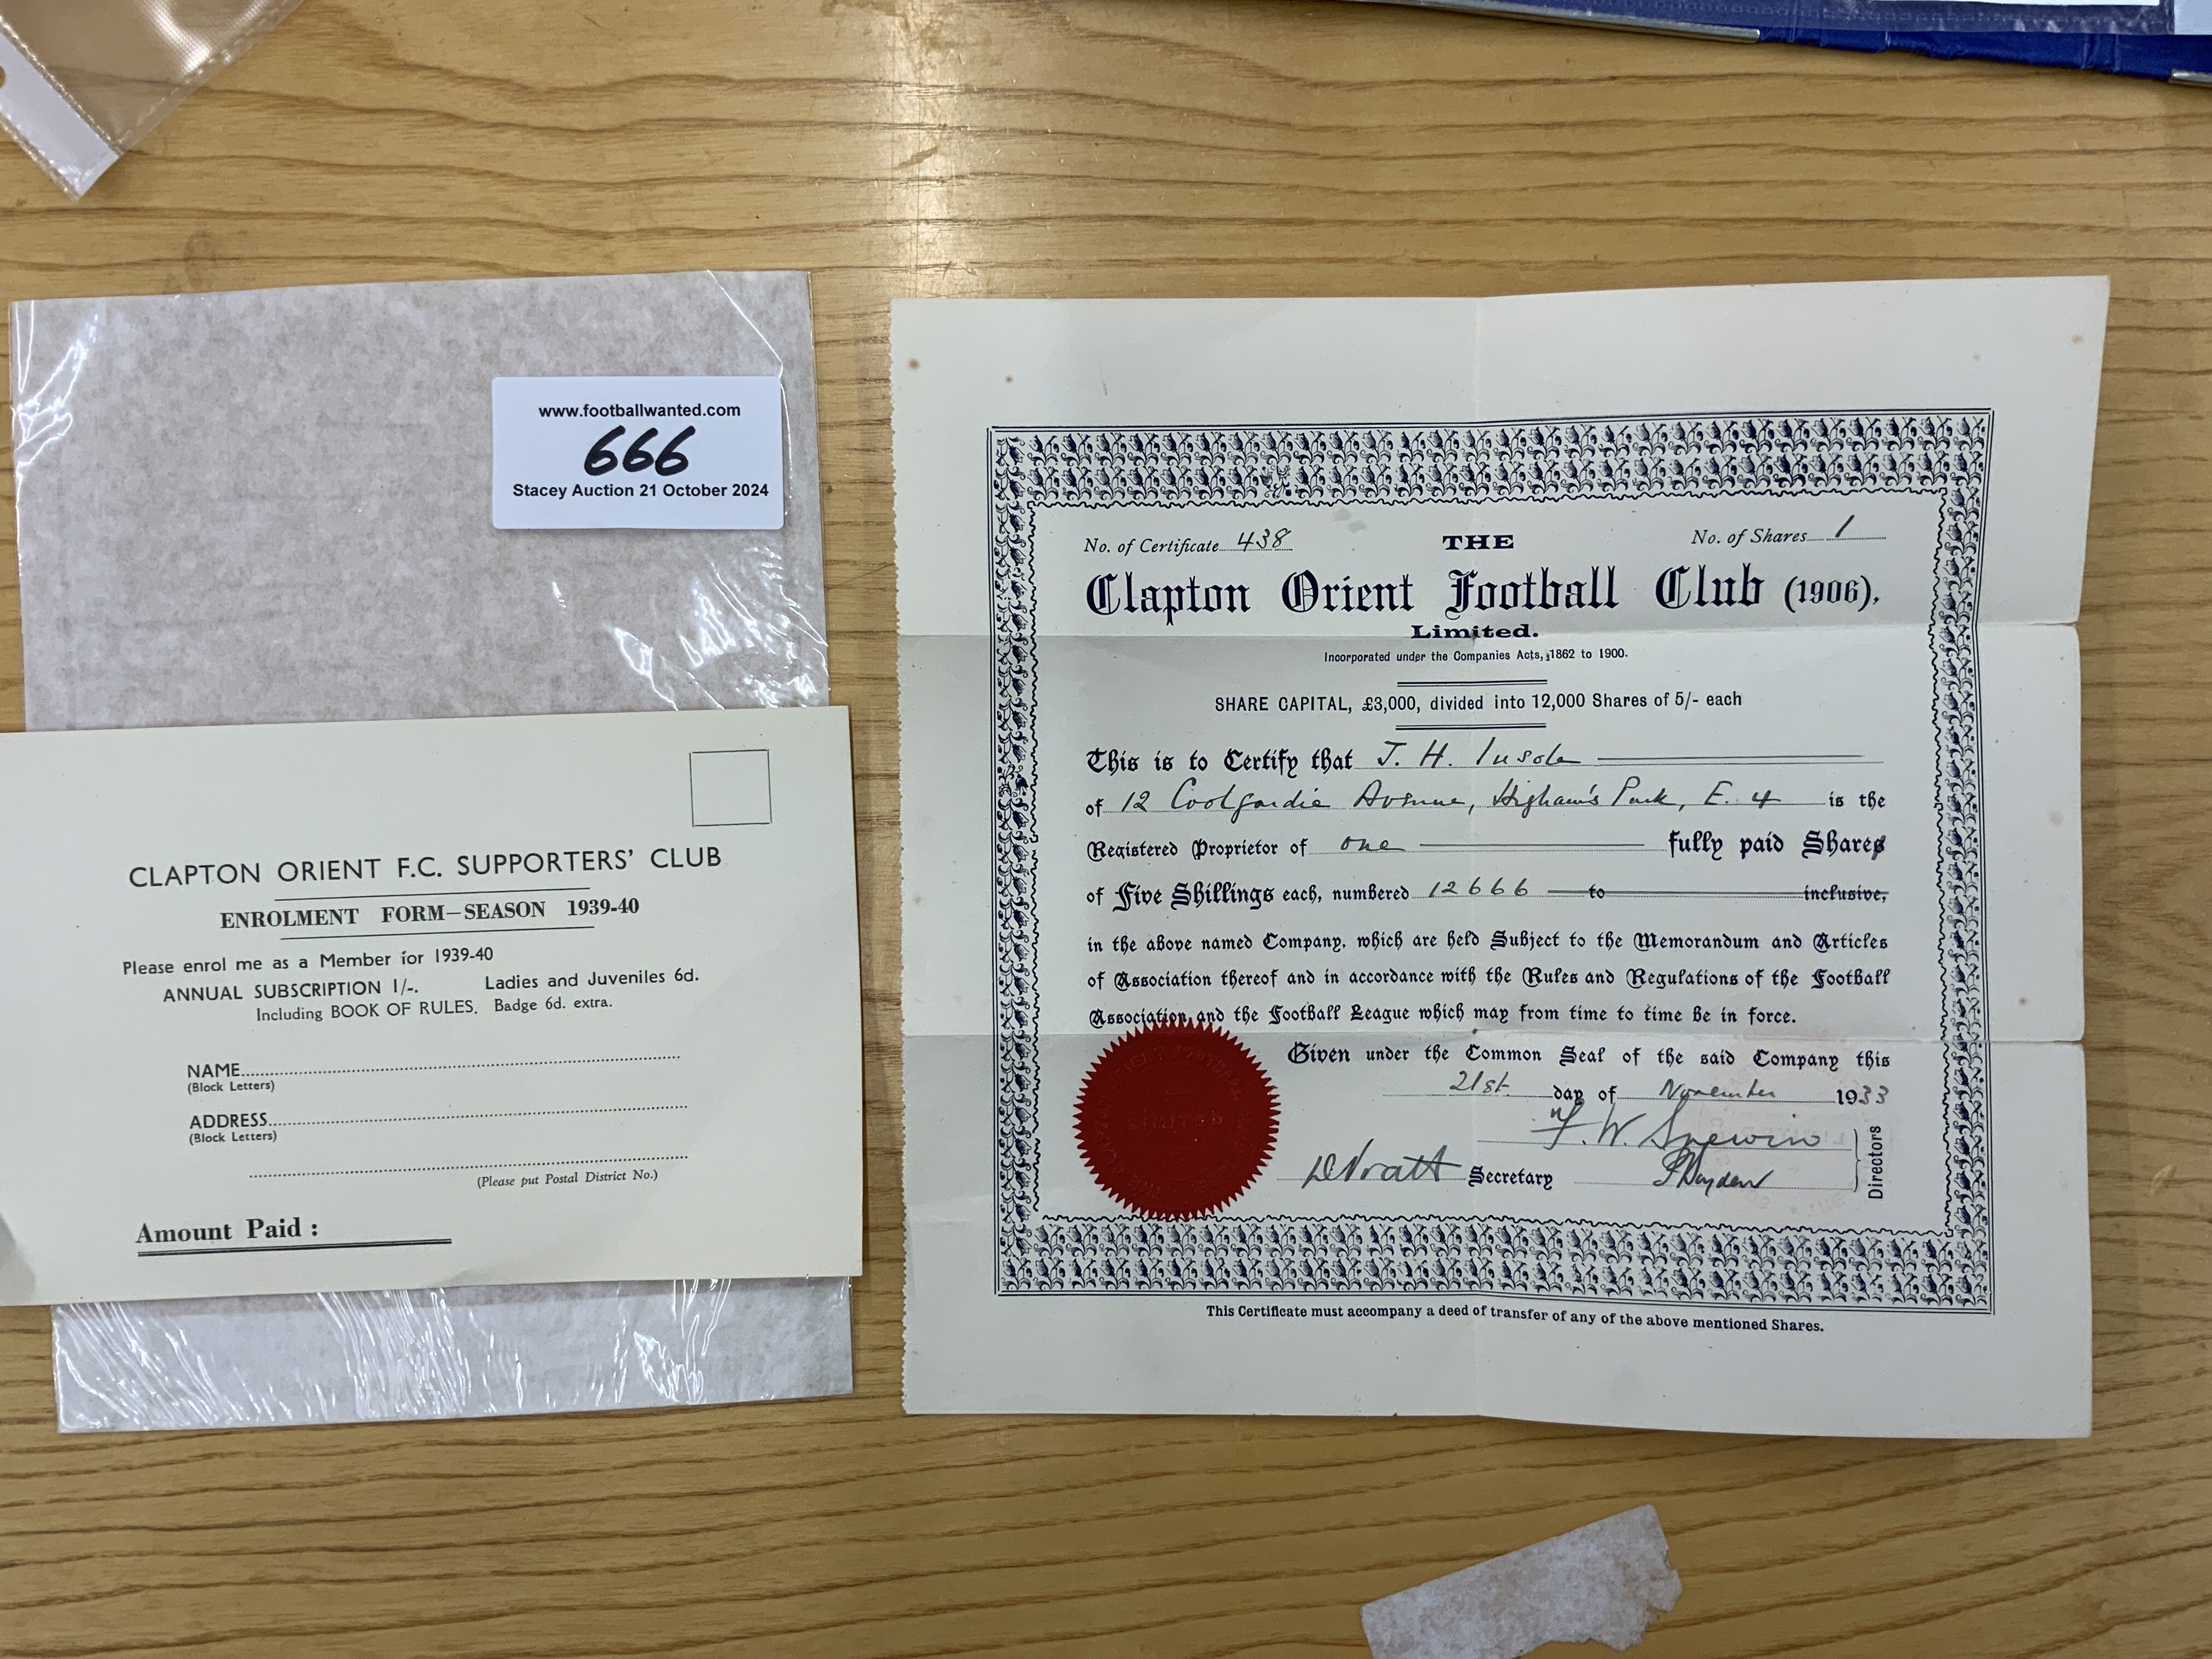 www.footballwanted.com
666
Stacey Auction 21 October 2024
CLAPTON ORIENT F.C. SUPPORTERS' CLUB
ENROLMENT FORM—SEASON 1939-40
Please enrol me as a Member for 1939-40
ANNUAL SUBSCRIPTION 1/-. Ladies and Juveniles 6d.
Including BOOK OF RULES. Badge 6d. extra.
NAME
(Block Letters)
ADDRESS
(Block Letters)
(Please put Postal District No.)
Amount Paid :
No. of Certificate 438 THE No. of Shares 1
Clapton Orient Football Club (1906),
Limited.
Incorporated under the Companies Acts, 1862 to 1900.
SHARE CAPITAL, £3,000, divided into 12,000 Shares of 5/- each
This is to Certify that J. H. Insole
of 12 Coolgardie Avenue, Higham's Park, E. 4 is the
Registered Proprietor of one fully paid Shares
of Five Shillings each, numbered 12666 to inclusive,
in the above named Company, which are held Subject to the Memorandum and Articles
of Association thereof and in accordance with the Rules and Regulations of the Football
Association and the Football League which may from time to time be in force.
Given under the Common Seal of the said Company this
21st day of November 1933
Secretary
Directors
This Certificate must accompany a deed of transfer of any of the above mentioned Shares.